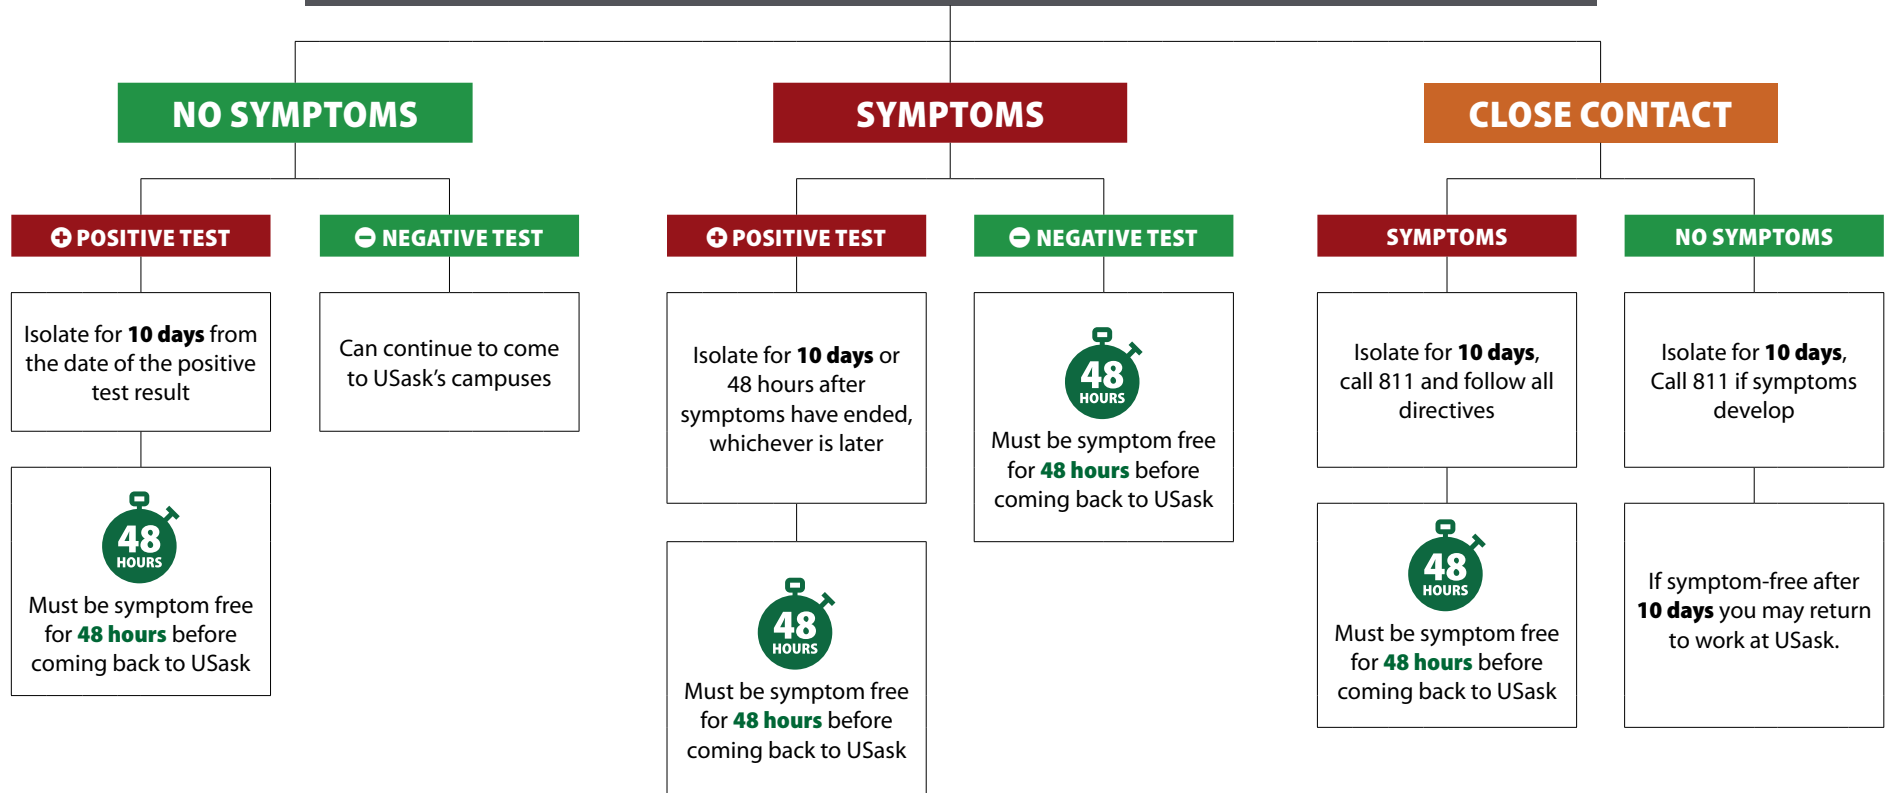 NO SYMPTOMS
POSITIVE TEST
Isolate for 10 days from
the date of the positive
test result
48
HOURS
Must be symptom free
for 48 hours before
coming back to USask
NEGATIVE TEST
Can continue to come
to USask’s campuses
SYMPTOMS
POSITIVE TEST
Isolate for 10 days or
48 hours after
symptoms have ended,
whichever is later
48
HOURS
Must be symptom free
for 48 hours before
coming back to USask
NEGATIVE TEST
48
HOURS
Must be symptom free
for 48 hours before
coming back to USask
CLOSE CONTACT
SYMPTOMS
Isolate for 10 days,
call 811 and follow all
directives
48
HOURS
Must be symptom free
for 48 hours before
coming back to USask
NO SYMPTOMS
Isolate for 10 days,
Call 811 if symptoms
develop
If symptom-free after
10 days you may return
to work at USask.